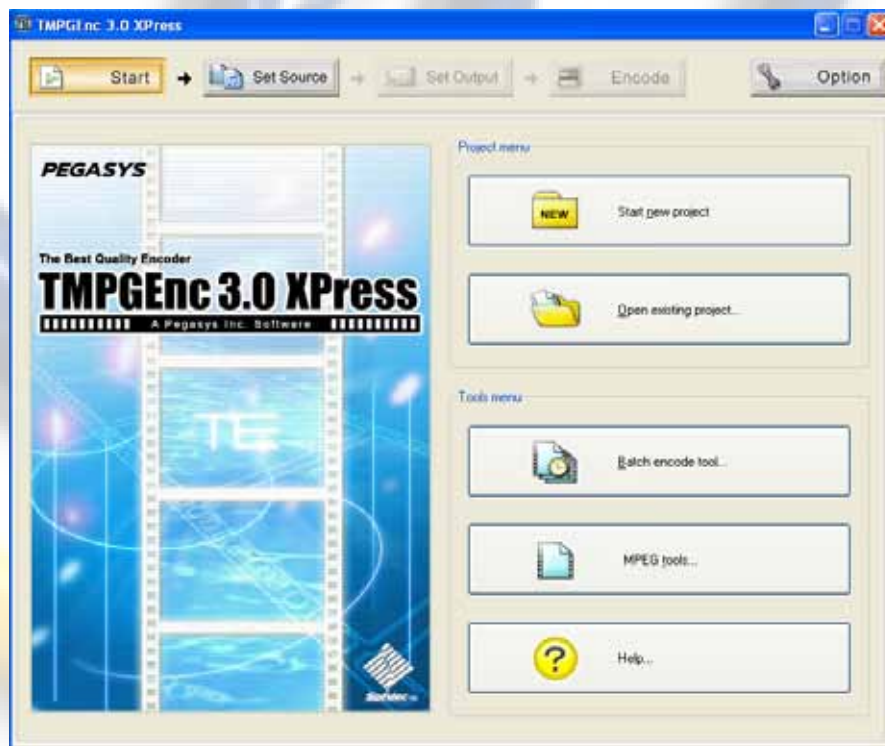 TMPGEnc 3.0 XPress
Start
Set Source
Set Output
Encode
Option
PEGASYS
The Best Quality Encoder
TMPGEnc 3.0 XPress
A Pegasys Inc. Software
TE
Project menu
NEW
Start new project
Open existing project...
Tools menu
Batch encode tool...
MPEG tools...
? Help...